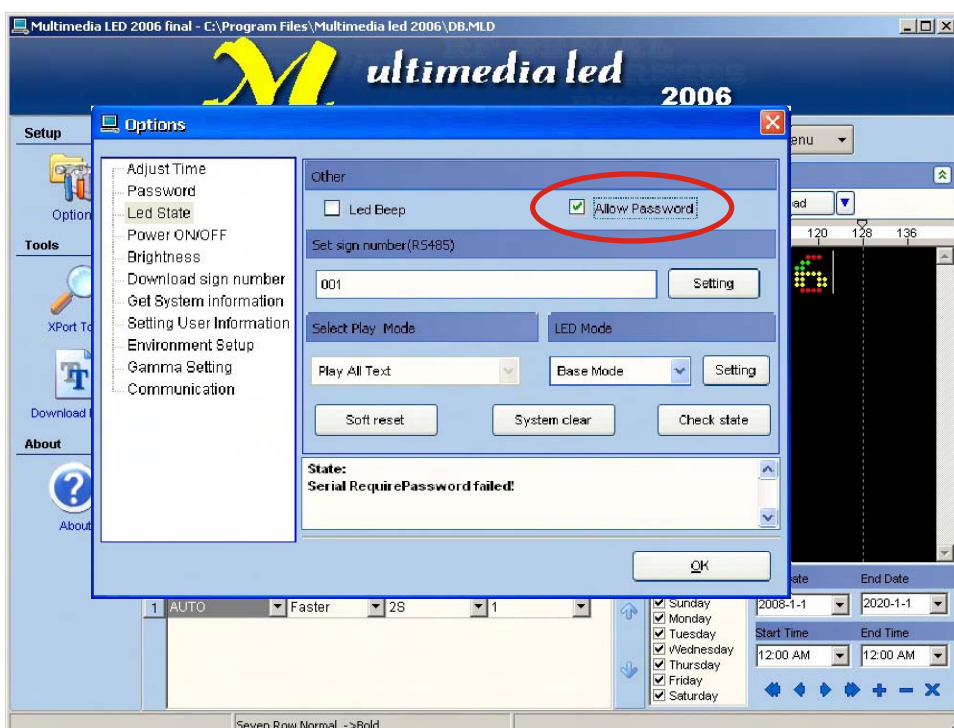 Multimedia LED 2006 final - C:\Program Files\Multimedia led 2006\DB.MLD
Multimedia led
2006
Setup
enu
Options
Option
Tools
XPort To
Download
About
About
Adjust Time
Password
Led State
Power ON/OFF
Brightness
Download sign number
Get System information
Setting User Information
Environment Setup
Gamma Setting
Communication
Other
Led Beep
Allow Password
Set sign number(RS485)
001
Setting
Select Play Mode
LED Mode
Play All Text
Base Mode
Setting
Soft reset
System clear
Check state
State:
Serial RequirePassword failed!
OK
ad
120 128 136
6
1 AUTO Faster 2S 1
Sunday
Monday
Tuesday
Wednesday
Thursday
Friday
Saturday
ate End Date
2008-1-1 2020-1-1
Start Time End Time
12:00 AM 12:00 AM
Seven Row Normal ->Bold